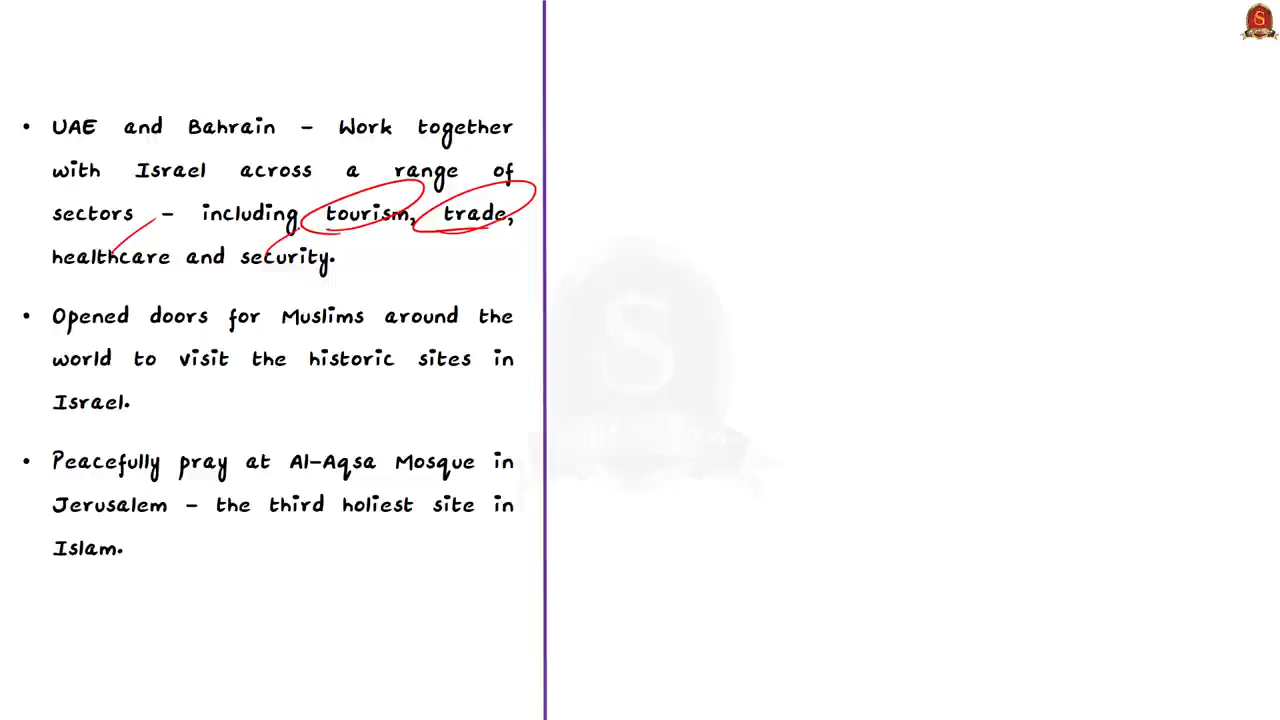 • UAE and Bahrain – Work together
with Israel across a range of
sectors – including tourism, trade,
healthcare and security.
• Opened doors for Muslims around the
world to visit the historic sites in
Israel.
• Peacefully pray at Al-Aqsa Mosque in
Jerusalem – the third holiest site in
Islam.
S
S